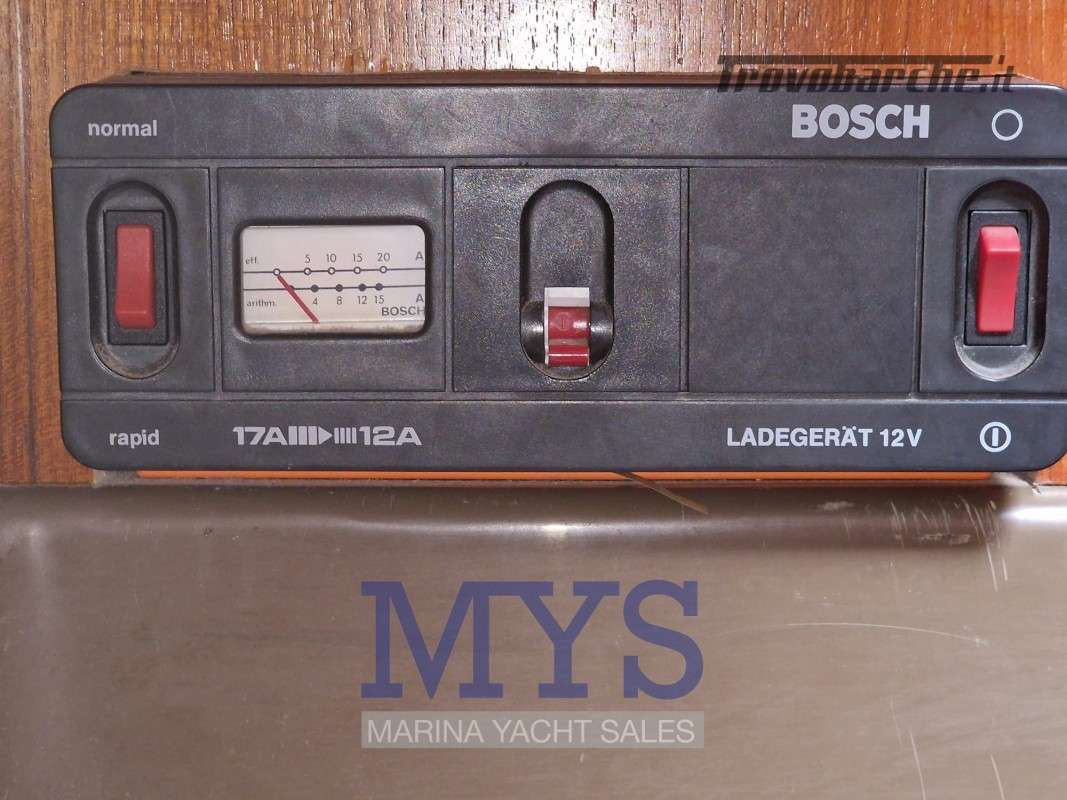 Trovobarche.it
normal
BOSCH
eff. 5 10 15 20 A
arithm. 4 8 12 15 A
BOSCH
rapid
17A 12A
LADEGERÄT 12V
MYS
MARINA YACHT SALES